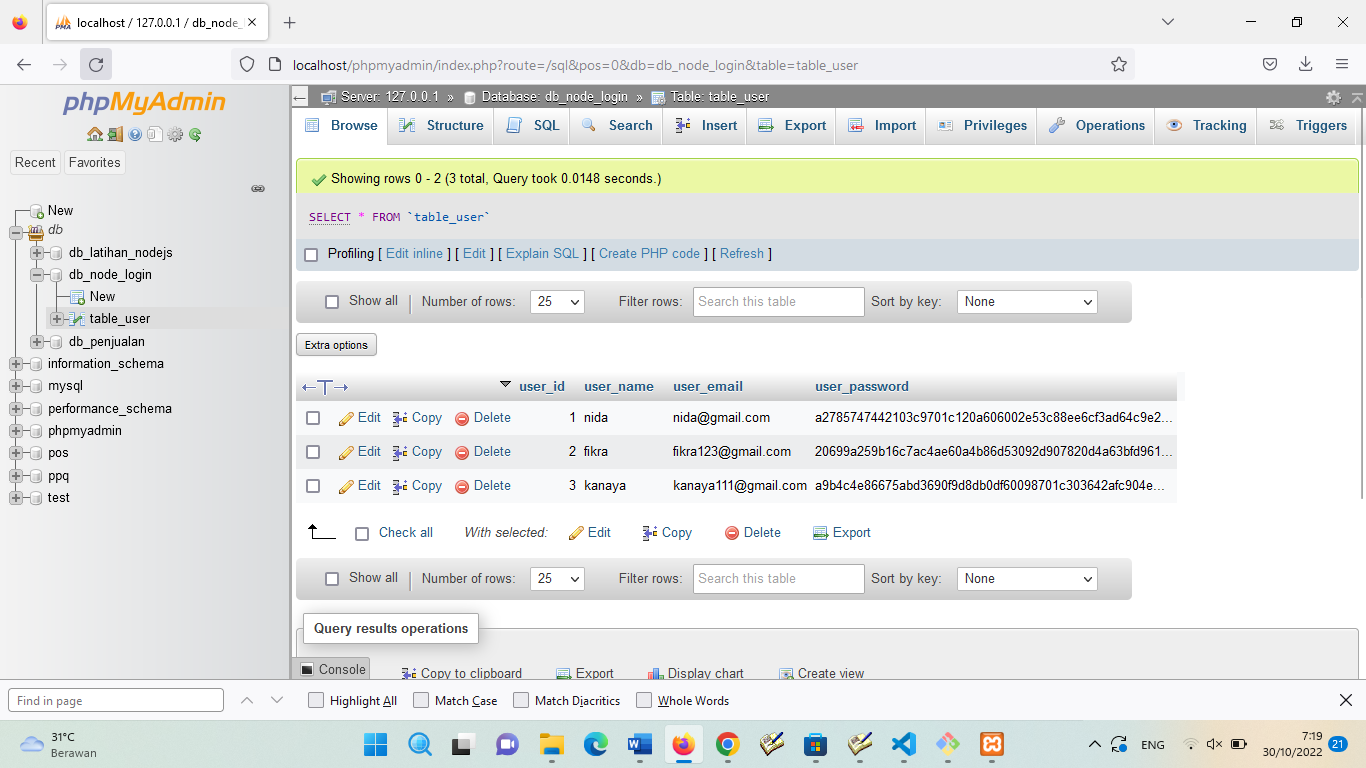 localhost / 127.0.0.1 / db_node_
localhost/phpmyadmin/index.php?route=/sql&pos=0&db=db_node_login&table=table_user
phpMyAdmin
Recent Favorites
New
db
db_latihan_nodejs
db_node_login
New
table_user
db_penjualan
information_schema
mysql
performance_schema
phpmyadmin
pos
ppq
test
Server: 127.0.0.1 » Database: db_node_login » Table: table_user
Browse Structure SQL Search Insert Export Import Privileges Operations Tracking Triggers
Showing rows 0 - 2 (3 total, Query took 0.0148 seconds.)
SELECT * FROM `table_user`
Profiling [ Edit inline ] [ Edit ] [ Explain SQL ] [ Create PHP code ] [ Refresh ]
Show all Number of rows: 25 Filter rows: Search this table Sort by key: None
Extra options
←T→ user_id user_name user_email user_password
Edit Copy Delete 1 nida nida@gmail.com a2785747442103c9701c120a606002e53c88ee6cf3ad64c9e2...
Edit Copy Delete 2 fikra fikra123@gmail.com 20699a259b16c7ac4ae60a4b86d53092d907820d4a63bfd961...
Edit Copy Delete 3 kanaya kanaya111@gmail.com a9b4c4e86675abd3690f9d8db0df60098701c303642afc904e...
Check all With selected: Edit Copy Delete Export
Show all Number of rows: 25 Filter rows: Search this table Sort by key: None
Query results operations
Console Copy to clipboard Export Display chart Create view
Find in page Highlight All Match Case Match Diacritics Whole Words
31°C
Berawan
ENG
7:19
30/10/2022
21